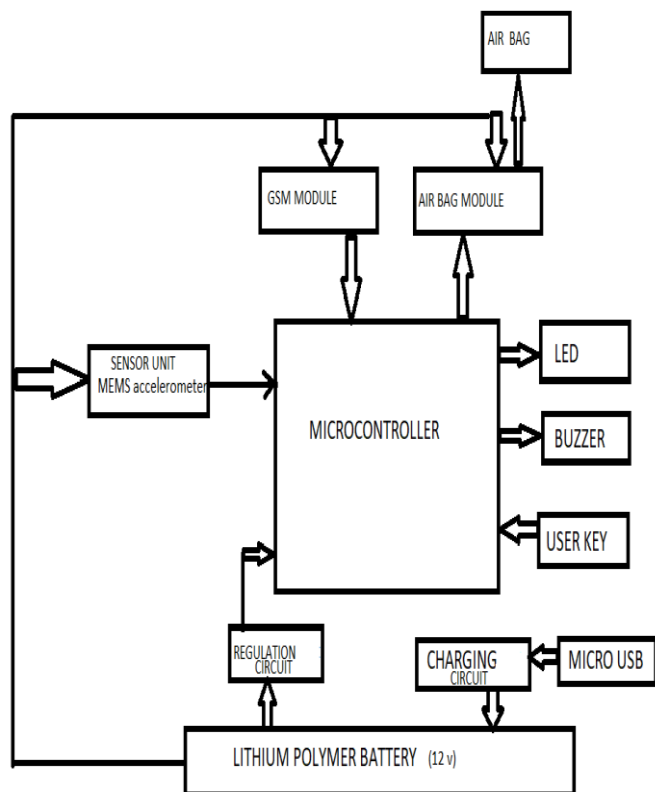 AIR BAG
GSM MODULE
AIR BAG MODULE
SENSOR UNIT
MEMS accelerometer
MICROCONTROLLER
LED
BUZZER
USER KEY
REGULATION
CIRCUIT
CHARGING
CIRCUIT
MICRO USB
LITHIUM POLYMER BATTERY (12 v)